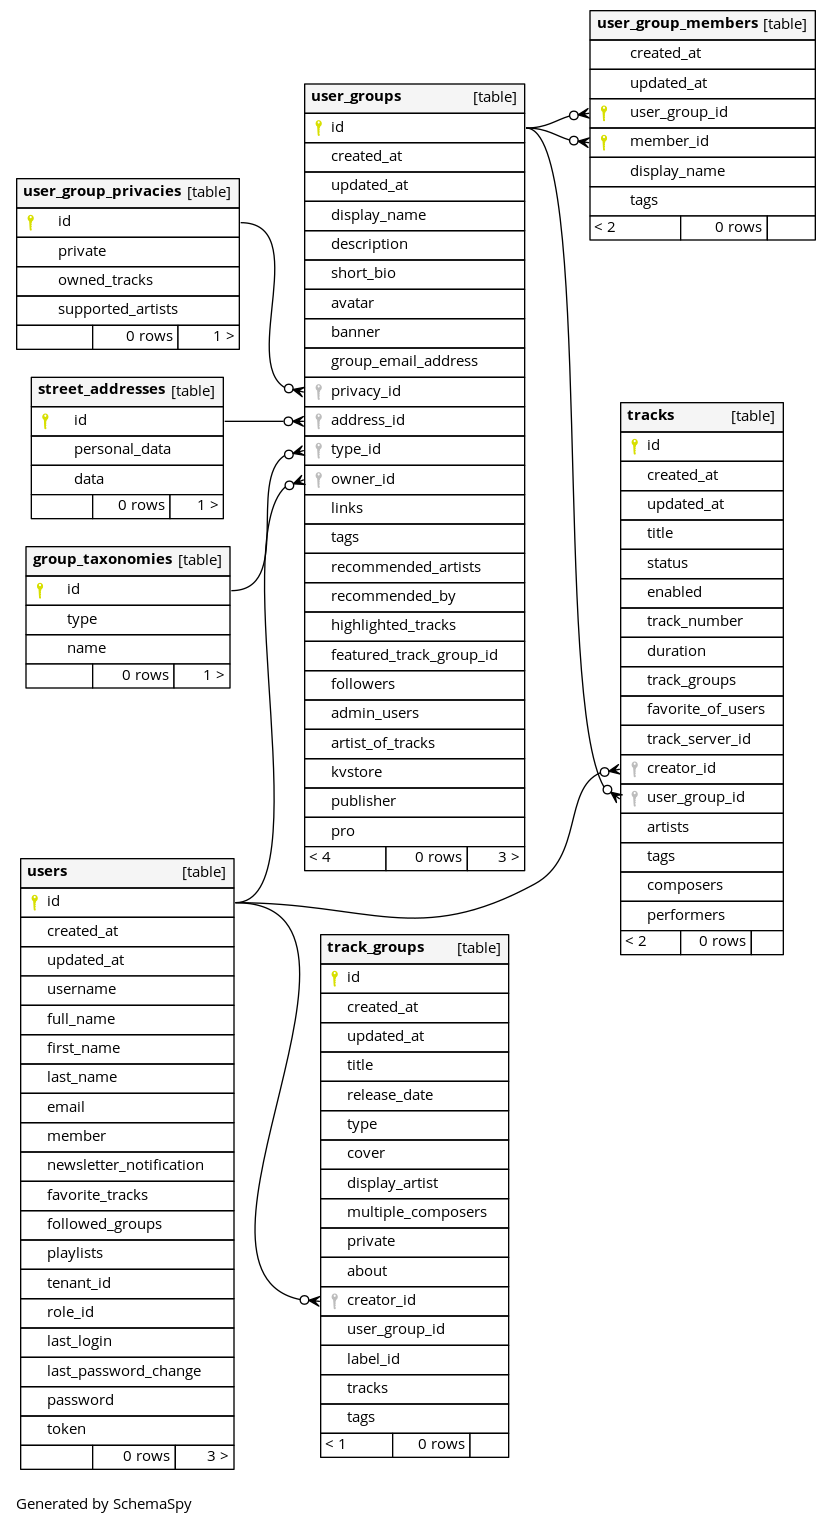 user_group_members [table]
created_at
updated_at
user_group_id
member_id
display_name
tags
< 2 0 rows
user_groups [table]
id
created_at
updated_at
display_name
description
short_bio
avatar
banner
group_email_address
privacy_id
address_id
type_id
owner_id
links
tags
recommended_artists
recommended_by
highlighted_tracks
featured_track_group_id
followers
admin_users
artist_of_tracks
kvstore
publisher
pro
< 4 0 rows 3 >
user_group_privacies [table]
id
private
owned_tracks
supported_artists
0 rows 1 >
street_addresses [table]
id
personal_data
data
0 rows 1 >
group_taxonomies [table]
id
type
name
0 rows 1 >
tracks [table]
id
created_at
updated_at
title
status
enabled
track_number
duration
track_groups
favorite_of_users
track_server_id
creator_id
user_group_id
artists
tags
composers
performers
< 2 0 rows
users [table]
id
created_at
updated_at
username
full_name
first_name
last_name
email
member
newsletter_notification
favorite_tracks
followed_groups
playlists
tenant_id
role_id
last_login
last_password_change
password
token
0 rows 3 >
track_groups [table]
id
created_at
updated_at
title
release_date
type
cover
display_artist
multiple_composers
private
about
creator_id
user_group_id
label_id
tracks
tags
< 1 0 rows
Generated by SchemaSpy